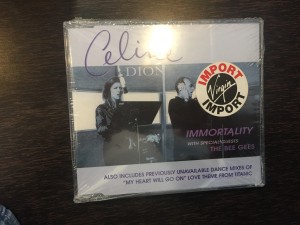 Celine
DION
IMPORT
Virgin
IMPORT
IMMORTALITY
WITH SPECIAL GUESTS
THE BEE GEES
ALSO INCLUDES PREVIOUSLY UNAVAILABLE DANCE MIXES OF
"MY HEART WILL GO ON" LOVE THEME FROM TITANIC